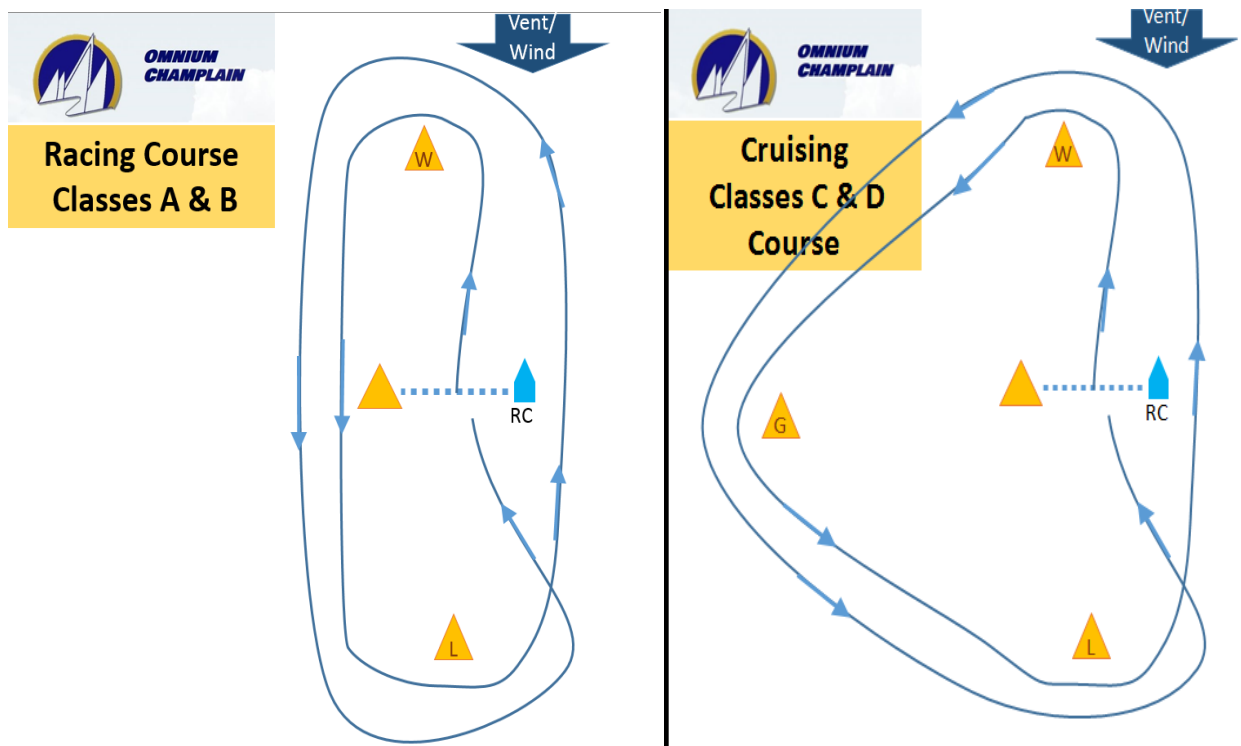 Vent/
Wind
OMNIUM
CHAMPLAIN
Racing Course
Classes A & B
W
RC
L
Vent/
Wind
OMNIUM
CHAMPLAIN
Cruising
Classes C & D
Course
W
G
RC
L